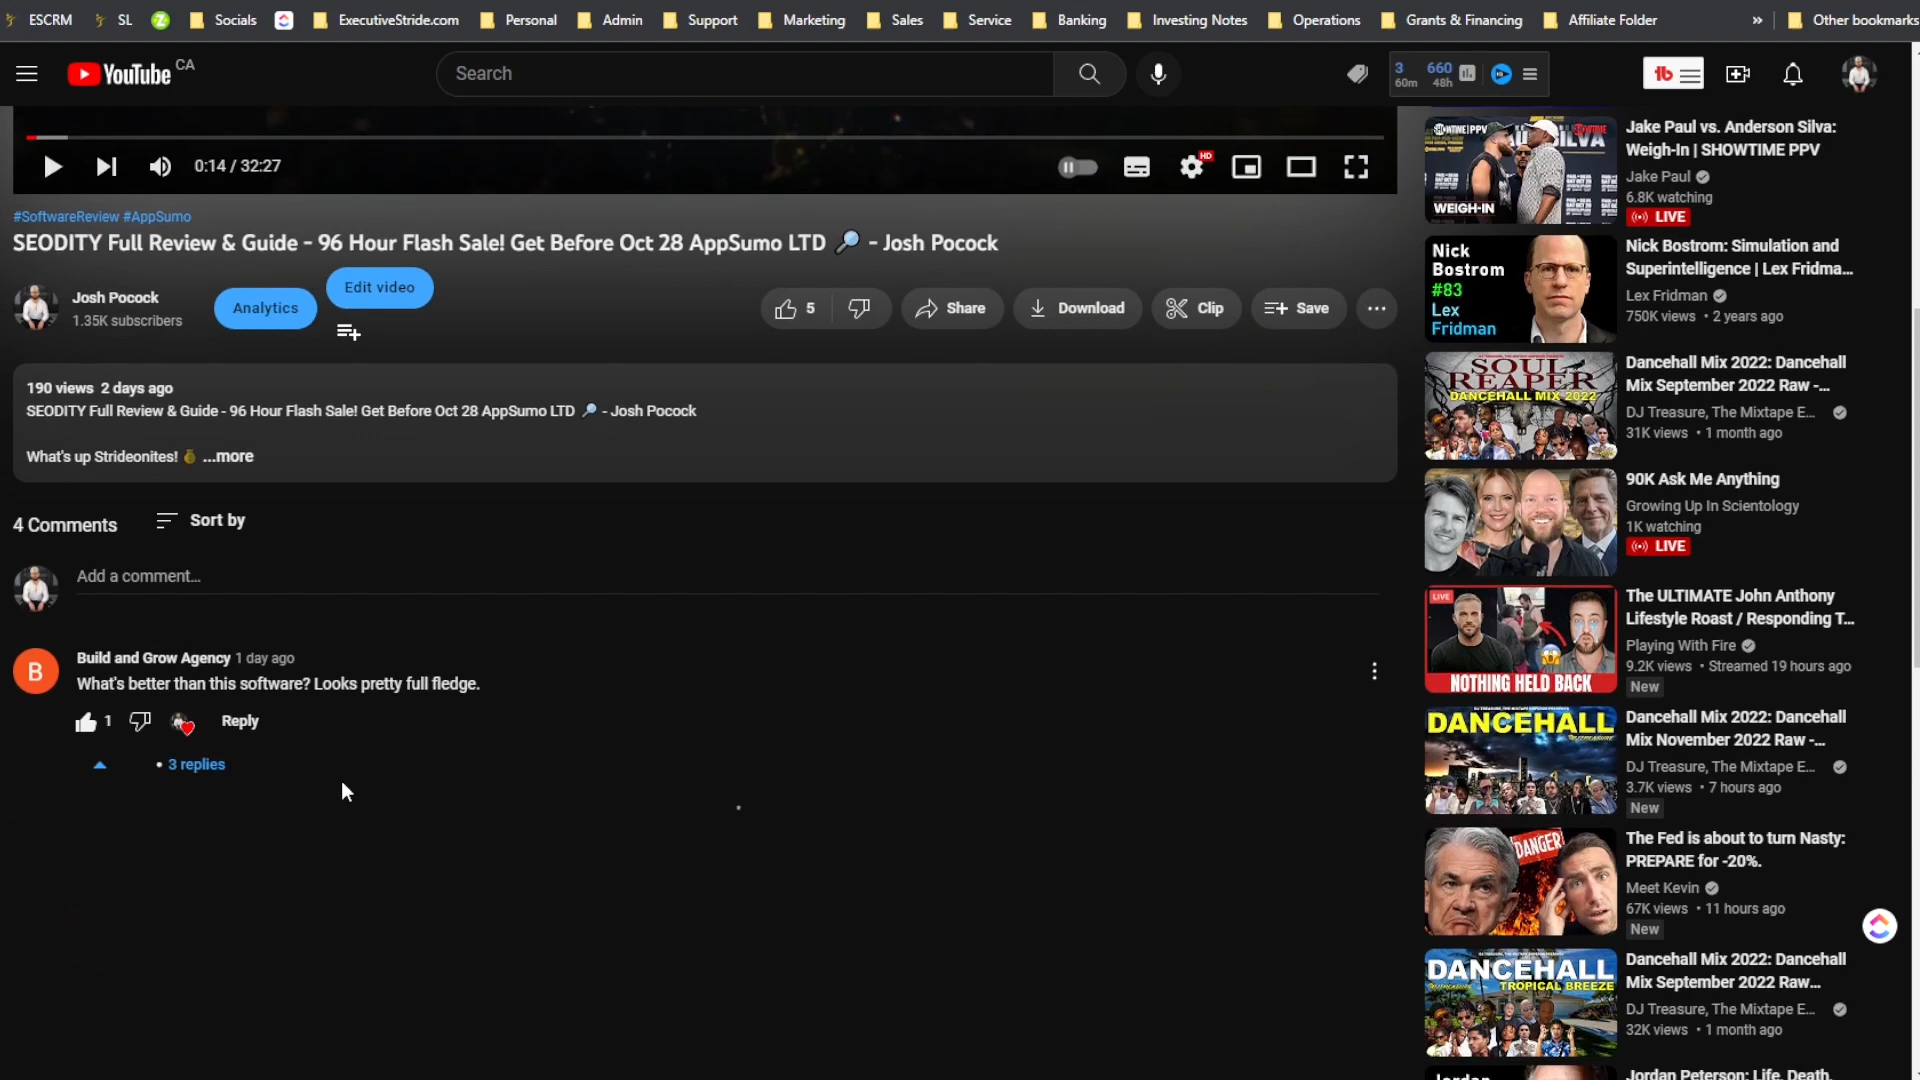 ESCRM
SL
Socials
ExecutiveStride.com
Personal
Admin
Support
Marketing
Sales
Service
Banking
Investing Notes
Operations
Grants & Financing
Affiliate Folder
»
Other bookmarks
YouTube CA
Search
3 660
60m 48h
0:14 / 32:27
HD
#SoftwareReview #AppSumo
SEODITY Full Review & Guide - 96 Hour Flash Sale! Get Before Oct 28 AppSumo LTD 🔎 - Josh Pocock
Josh Pocock
1.35K subscribers
Analytics
Edit video
5
Share
Download
Clip
Save
190 views 2 days ago
SEODITY Full Review & Guide - 96 Hour Flash Sale! Get Before Oct 28 AppSumo LTD 🔎 - Josh Pocock
What's up Strideonites! 💰 ...more
4 Comments
Sort by
Add a comment...
B
Build and Grow Agency 1 day ago
What's better than this software? Looks pretty full fledge.
1
Reply
• 3 replies
SHOWTIME PPV
SILVA
WEIGH-IN
Jake Paul vs. Anderson Silva:
Weigh-In | SHOWTIME PPV
Jake Paul
6.8K watching
LIVE
Nick
Bostrom
#83
Lex
Fridman
Nick Bostrom: Simulation and
Superintelligence | Lex Fridma...
Lex Fridman
750K views • 2 years ago
SOUL
REAPER
DANCEHALL MIX 2022
Dancehall Mix 2022: Dancehall
Mix September 2022 Raw -...
DJ Treasure, The Mixtape E...
31K views • 1 month ago
90K Ask Me Anything
Growing Up In Scientology
1K watching
LIVE
LIVE
NOTHING HELD BACK
The ULTIMATE John Anthony
Lifestyle Roast / Responding T...
Playing With Fire
9.2K views • Streamed 19 hours ago
New
DANCEHALL
Dancehall Mix 2022: Dancehall
Mix November 2022 Raw -...
DJ Treasure, The Mixtape E...
3.7K views • 7 hours ago
New
DANGER
The Fed is about to turn Nasty:
PREPARE for -20%.
Meet Kevin
67K views • 11 hours ago
New
DANCEHALL
TROPICAL BREEZE
Dancehall Mix 2022: Dancehall
Mix September 2022 Raw...
DJ Treasure, The Mixtape E...
32K views • 1 month ago
Jordan
Jordan Peterson: Life, Death,